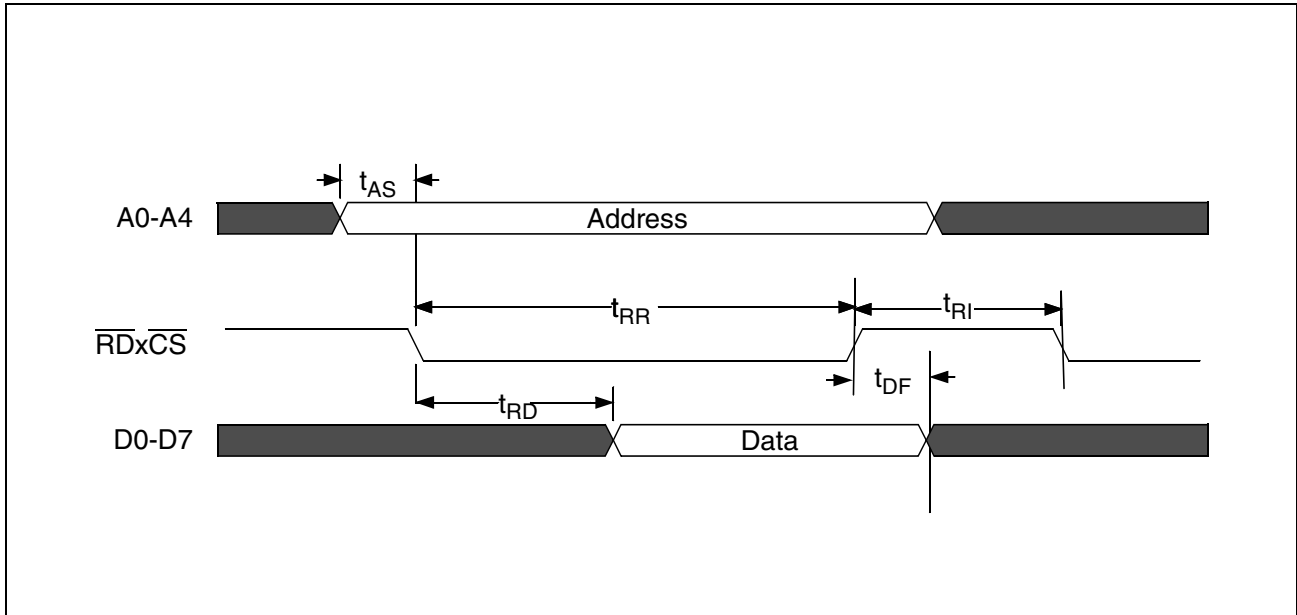 tAS
A0-A4
Address
tRR
tRI
RDxCS
tDF
tRD
D0-D7
Data